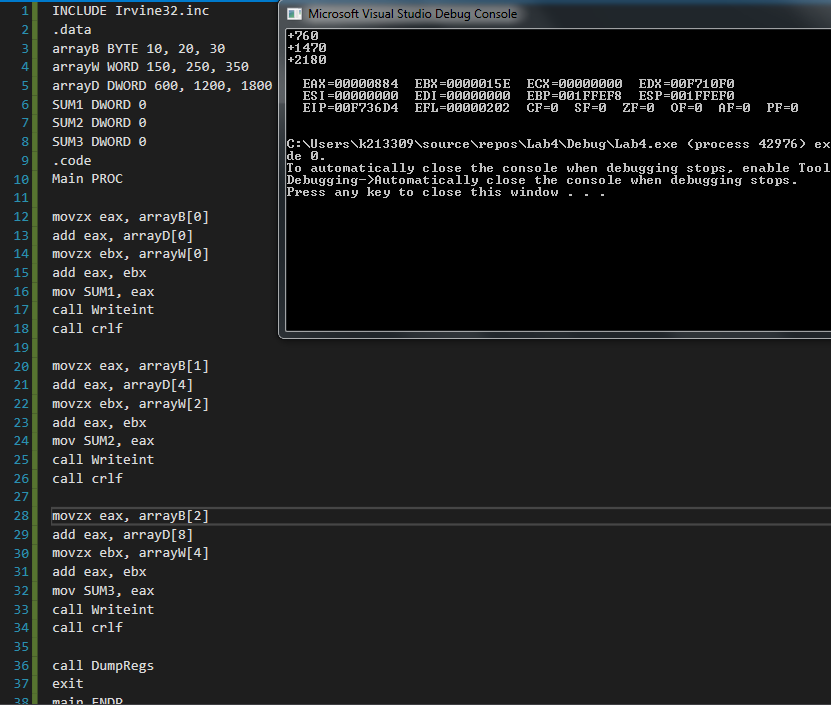 1 INCLUDE Irvine32.inc
2 .data
3 arrayB BYTE 10, 20, 30
4 arrayW WORD 150, 250, 350
5 arrayD DWORD 600, 1200, 1800
6 SUM1 DWORD 0
7 SUM2 DWORD 0
8 SUM3 DWORD 0
9 .code
10 Main PROC
11
12 movzx eax, arrayB[0]
13 add eax, arrayD[0]
14 movzx ebx, arrayW[0]
15 add eax, ebx
16 mov SUM1, eax
17 call Writeint
18 call crlf
19
20 movzx eax, arrayB[1]
21 add eax, arrayD[4]
22 movzx ebx, arrayW[2]
23 add eax, ebx
24 mov SUM2, eax
25 call Writeint
26 call crlf
27
28 movzx eax, arrayB[2]
29 add eax, arrayD[8]
30 movzx ebx, arrayW[4]
31 add eax, ebx
32 mov SUM3, eax
33 call Writeint
34 call crlf
35
36 call DumpRegs
37 exit
38 main ENDP
Microsoft Visual Studio Debug Console
+760
+1470
+2180
EAX=00000884 EBX=0000015E ECX=00000000 EDX=00F710F0
ESI=00000000 EDI=00000000 EBP=001FFEF8 ESP=001FFEF0
EIP=00F736D4 EFL=00000202 CF=0 SF=0 ZF=0 OF=0 AF=0 PF=0
C:\Users\k213309\source\repos\Lab4\Debug\Lab4.exe (process 42976) ex
de 0.
To automatically close the console when debugging stops, enable Tool
Debugging->Automatically close the console when debugging stops.
Press any key to close this window . . .